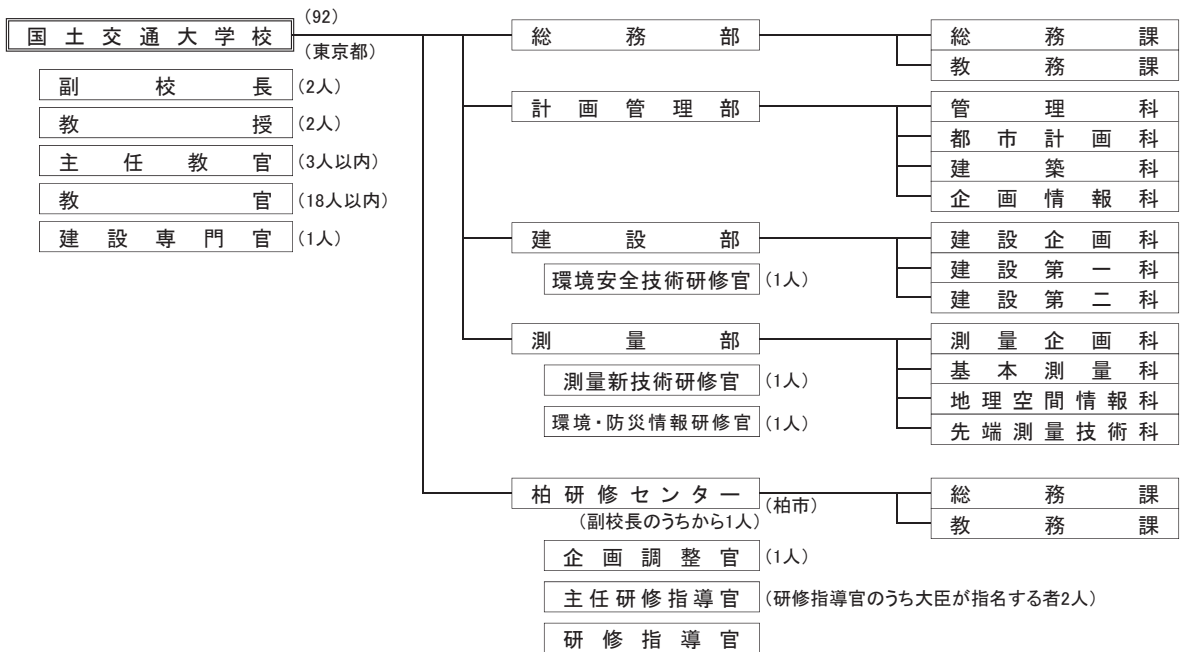 (92)
国土交通大学校 総務部 総務課
(東京都)
教務課
副校長 (2人)
計画管理部 管理科
教授 (2人)
都市計画科
主任教官 (3人以内)
建築科
教官 (18人以内)
企画情報科
建設専門官 (1人)
建設部 建設企画科
環境安全技術研修官 (1人)
建設第一科
建設第二科
測量部 測量企画科
測量新技術研修官 (1人)
基本測量科
地理空間情報科
環境・防災情報研修官 (1人)
先端測量技術科
柏研修センター (柏市) 総務課
(副校長のうちから1人)
教務課
企画調整官 (1人)
主任研修指導官 (研修指導官のうち大臣が指名する者2人)
研修指導官